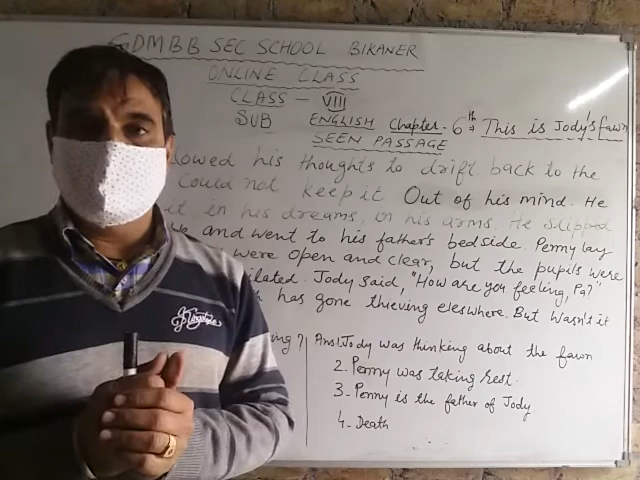 GDMBB SEC SCHOOL BIKANER
ONLINE CLASS
CLASS - VIII
SUB ENGLISH Chapter - 6th :- This is Jody's fawn
SEEN PASSAGE
lowed his thoughts to drift back to the
could not keep it Out of his mind. He
it in his dreams, in his arms. He slipped
and went to his father's bedside. Penny lay
were open and clear, but the pupils were
ilated. Jody said, "How are you feeling, Pa?"
has gone thieving eleswhere. But wasn't it
ing? Ans1 Jody was thinking about the fawn
2. Penny was taking rest.
3. Penny is the father of Jody
4. Death